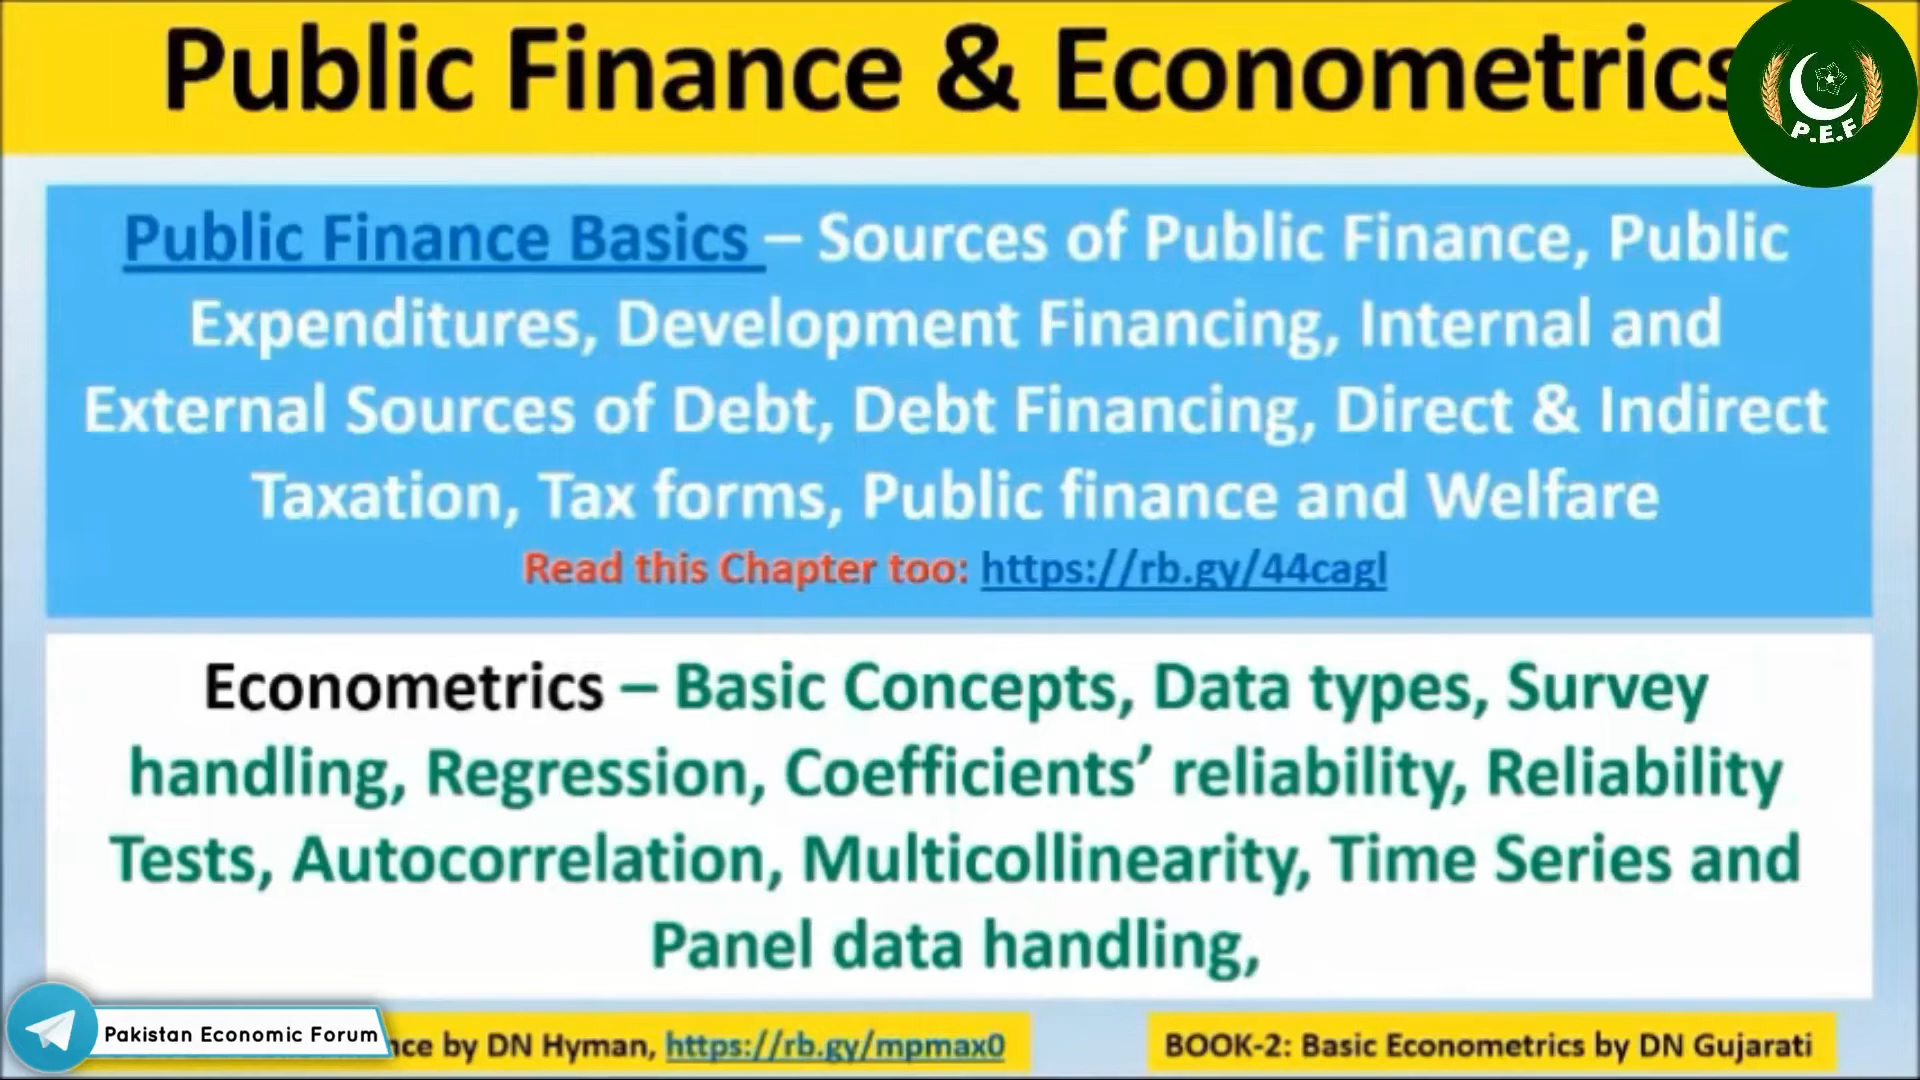 Public Finance & Econometrics
P.E.F
Public Finance Basics – Sources of Public Finance, Public
Expenditures, Development Financing, Internal and
External Sources of Debt, Debt Financing, Direct & Indirect
Taxation, Tax forms, Public finance and Welfare
Read this Chapter too: https://rb.gy/44cagl
Econometrics – Basic Concepts, Data types, Survey
handling, Regression, Coefficients’ reliability, Reliability
Tests, Autocorrelation, Multicollinearity, Time Series and
Panel data handling,
Pakistan Economic Forum
by DN Hyman, https://rb.gy/mpmax0
BOOK-2: Basic Econometrics by DN Gujarati